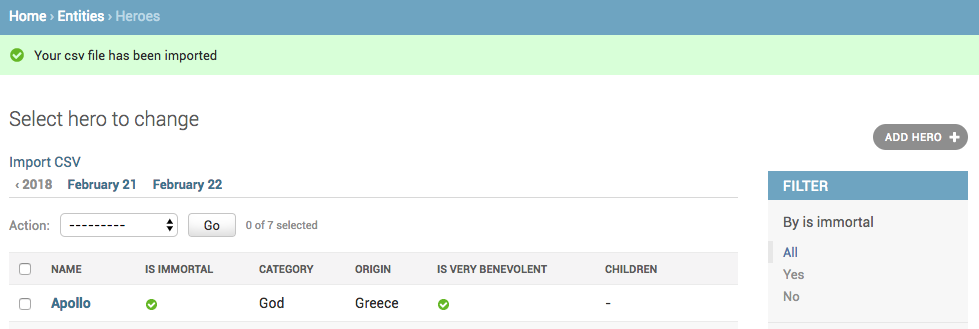 Home › Entities › Heroes
Your csv file has been imported
Select hero to change
ADD HERO +
Import CSV
‹ 2018 February 21 February 22
Action: --------- Go 0 of 7 selected
NAME IS IMMORTAL CATEGORY ORIGIN IS VERY BENEVOLENT CHILDREN
Apollo God Greece -
FILTER
By is immortal
All
Yes
No